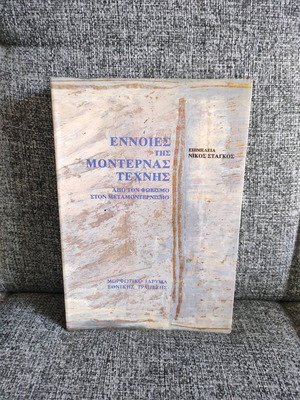 ΕΝΝΟΙΕΣ
ΤΗΣ
ΜΟΝΤΕΡΝΑΣ
ΤΕΧΝΗΣ
ΑΠΟ ΤΟΝ ΦΩΒΙΣΜΟ
ΣΤΟΝ ΜΕΤΑΜΟΝΤΕΡΝΙΣΜΟ
ΕΠΙΜΕΛΕΙΑ
ΝΙΚΟΣ ΣΤΑΓΚΟΣ
ΜΟΡΦΩΤΙΚΟ ΙΔΡΥΜΑ
ΕΘΝΙΚΗΣ ΤΡΑΠΕΖΗΣ